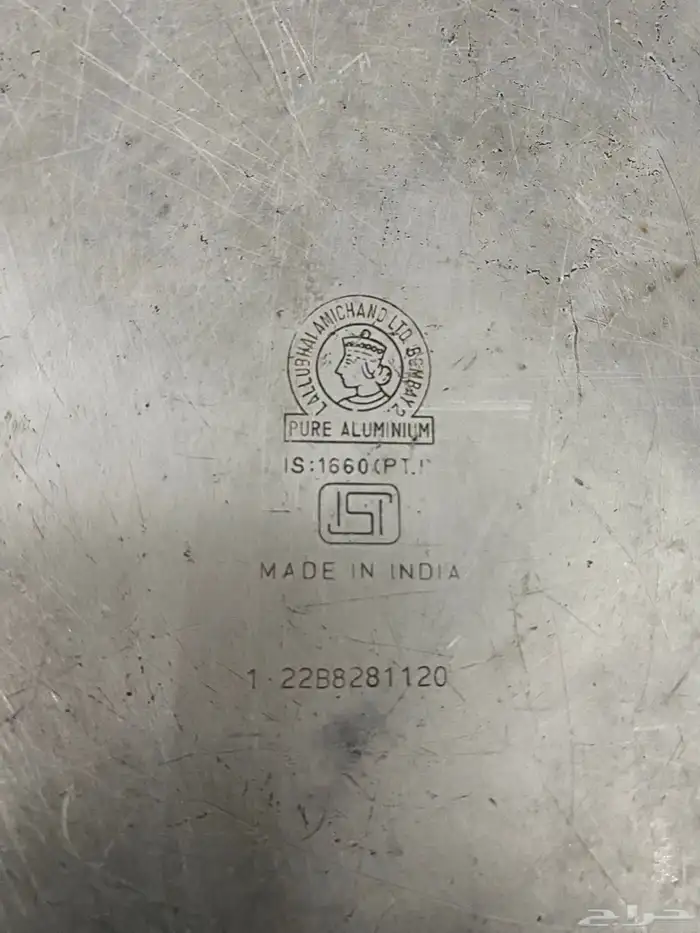 LALLUBHAI AMICHAND LTD. BOMBAY 2.
PURE ALUMINIUM
IS:1660(PT.I
ISI
MADE IN INDIA
1 22B8281120
حراج